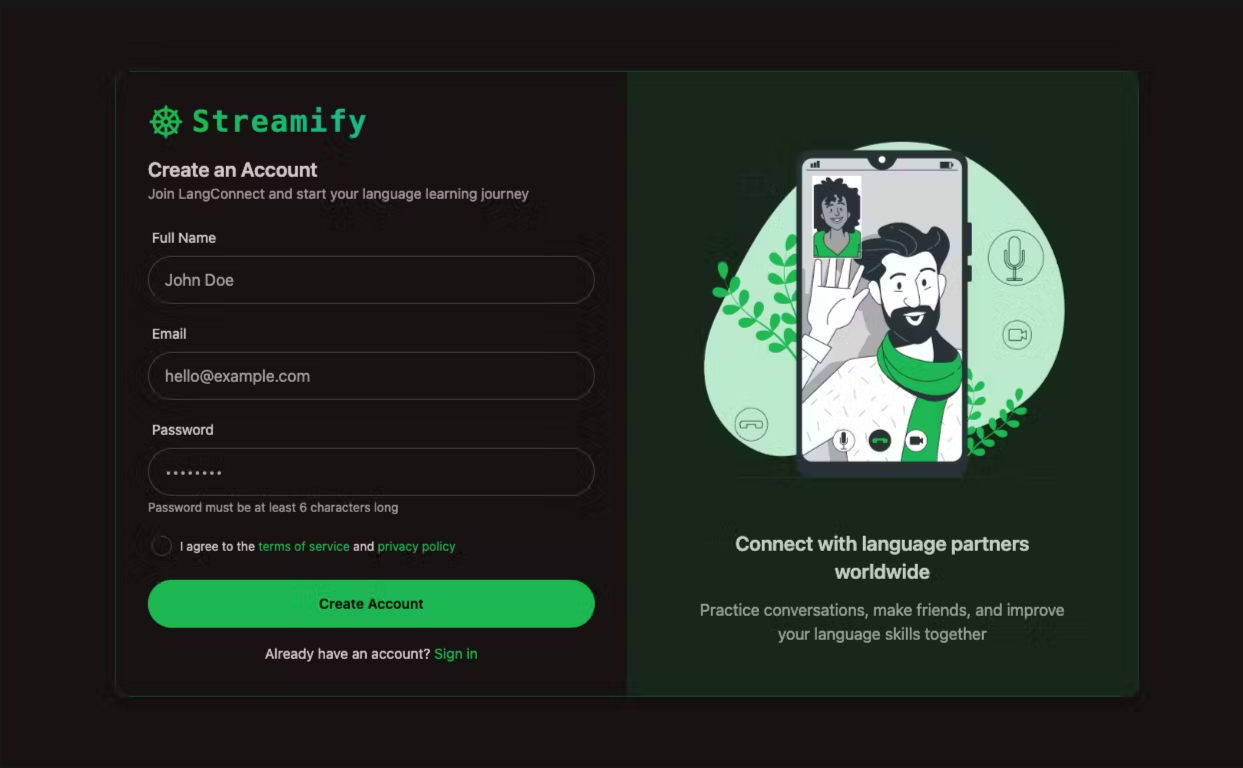 Streamify
Create an Account
Join LangConnect and start your language learning journey
Full Name
John Doe
Email
hello@example.com
Password
••••••••
Password must be at least 6 characters long
I agree to the terms of service and privacy policy
Create Account
Already have an account? Sign in
Connect with language partners
worldwide
Practice conversations, make friends, and improve
your language skills together